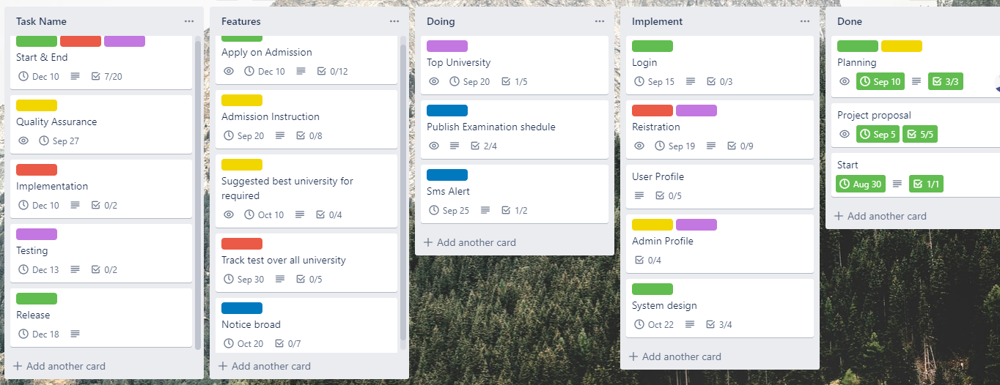 Task Name
Start & End
Dec 10 7/20
Quality Assurance
Sep 27
Implementation
Dec 10 0/2
Testing
Dec 13 0/2
Release
Dec 18
Add another card
Features
Apply on Admission
Dec 10 0/12
Admission Instruction
Sep 20 0/8
Suggested best university for
required
Oct 10 0/4
Track test over all university
Sep 30 0/5
Notice broad
Oct 20 0/7
Add another card
Doing
Top University
Sep 20 1/5
Publish Examination shedule
2/4
Sms Alert
Sep 25 1/2
Add another card
Implement
Login
Sep 15 0/3
Reistration
Sep 19 0/9
User Profile
0/5
Admin Profile
0/4
System design
Oct 22 3/4
Add another card
Done
Planning
Sep 10 3/3
Project proposal
Sep 5 5/5
Start
Aug 30 1/1
Add another card